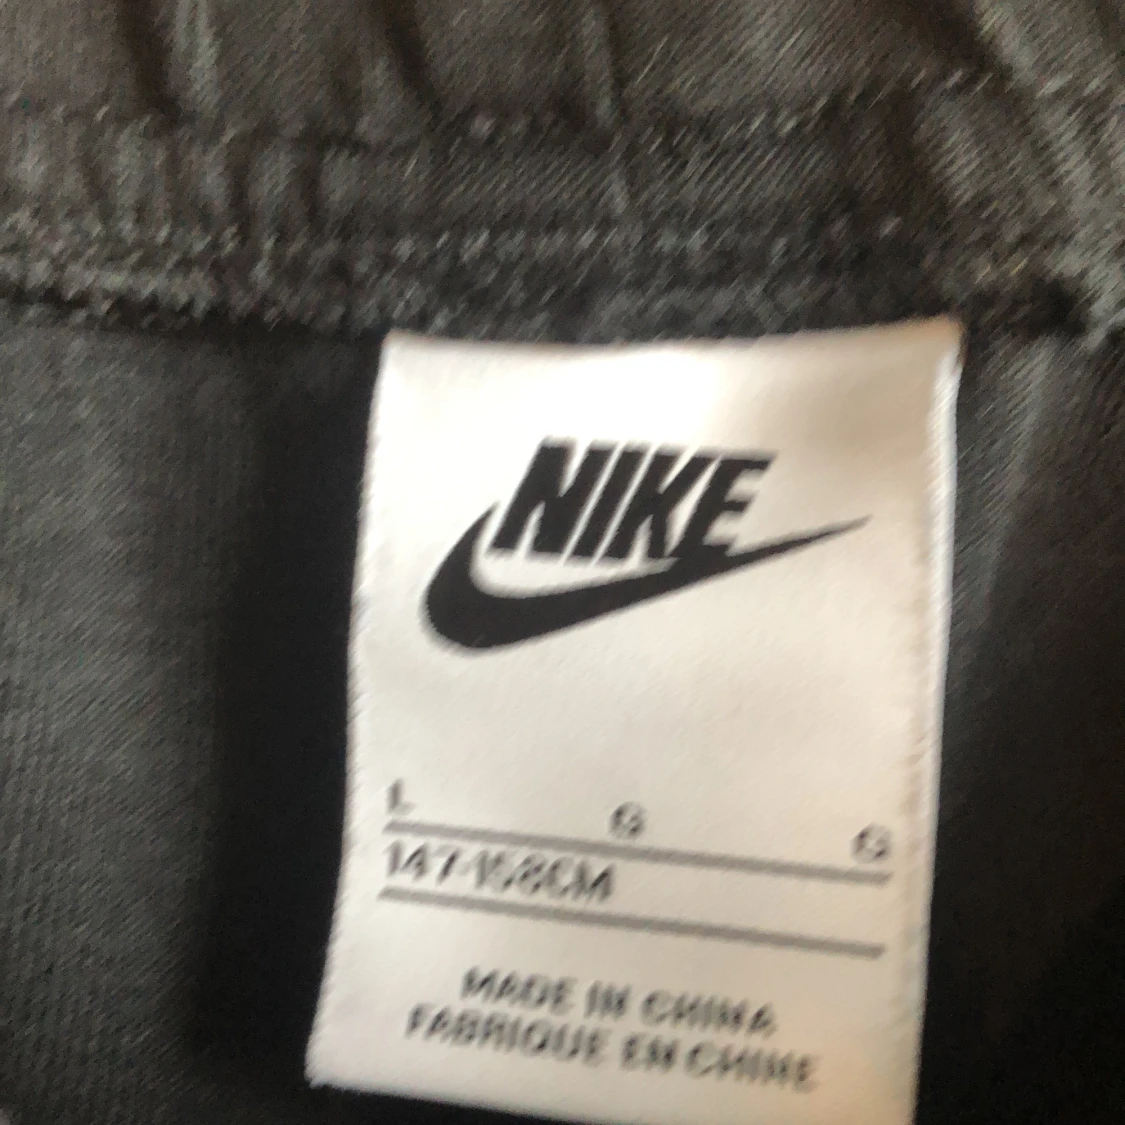 NIKE
L G G
147-158CM
MADE IN CHINA
FABRIQUE EN CHINE